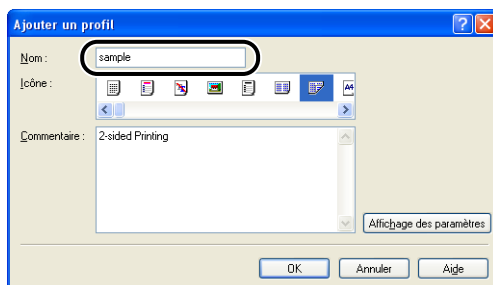 Ajouter un profil
Nom : sample
Icône :
A4
Commentaire : 2-sided Printing
Affichage des paramètres
OK Annuler Aide